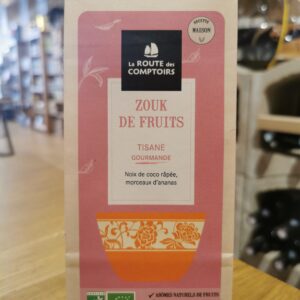 RECETTE
MAISON
La ROUTE des
COMPTOIRS
ZOUK
DE FRUITS
TISANE
GOURMANDE
Noix de coco râpée,
morceaux d'ananas
✓ ARÔMES NATURELS DE FRUITS